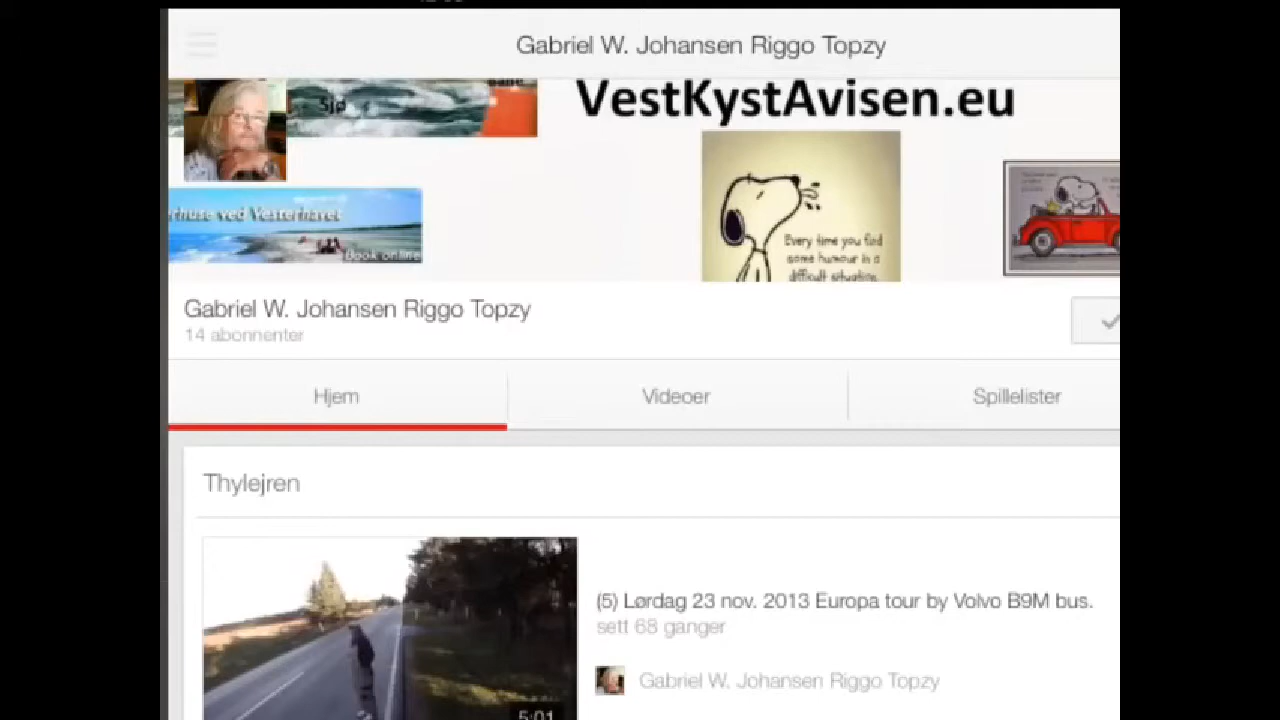 Gabriel W. Johansen Riggo Topzy
VestKystAvisen.eu
Sjø
rhuse ved Vesterhavet
Book online
Every time you find
some humour in a
difficult situation,
Gabriel W. Johansen Riggo Topzy
14 abonnenter
Hjem
Videoer
Spillelister
Thylejren
(5) Lørdag 23 nov. 2013 Europa tour by Volvo B9M bus.
sett 68 ganger
Gabriel W. Johansen Riggo Topzy
5:01